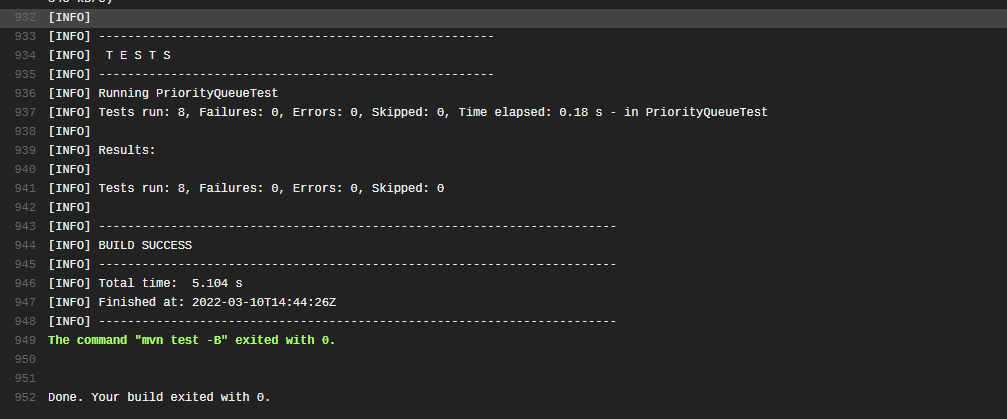 932 [INFO]
933 [INFO] -------------------------------------------------------
934 [INFO]  T E S T S
935 [INFO] -------------------------------------------------------
936 [INFO] Running PriorityQueueTest
937 [INFO] Tests run: 8, Failures: 0, Errors: 0, Skipped: 0, Time elapsed: 0.18 s - in PriorityQueueTest
938 [INFO]
939 [INFO] Results:
940 [INFO]
941 [INFO] Tests run: 8, Failures: 0, Errors: 0, Skipped: 0
942 [INFO]
943 [INFO] ------------------------------------------------------------------------
944 [INFO] BUILD SUCCESS
945 [INFO] ------------------------------------------------------------------------
946 [INFO] Total time:  5.104 s
947 [INFO] Finished at: 2022-03-10T14:44:26Z
948 [INFO] ------------------------------------------------------------------------
949 The command "mvn test -B" exited with 0.
950
951
952 Done. Your build exited with 0.